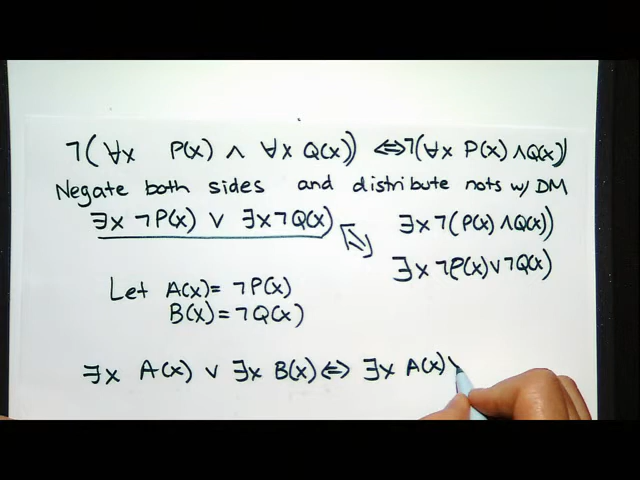 ¬(∀x P(x) ∧ ∀x Q(x)) ⇔ ¬(∀x P(x) ∧ Q(x))
Negate both sides and distribute nots w/ DM
∃x ¬P(x) ∨ ∃x ¬Q(x) ⇔ ∃x ¬(P(x) ∧ Q(x))
∃x ¬P(x) ∨ ¬Q(x)
Let A(x) = ¬P(x)
B(x) = ¬Q(x)
∃x A(x) ∨ ∃x B(x) ⇔ ∃x A(x) ∨